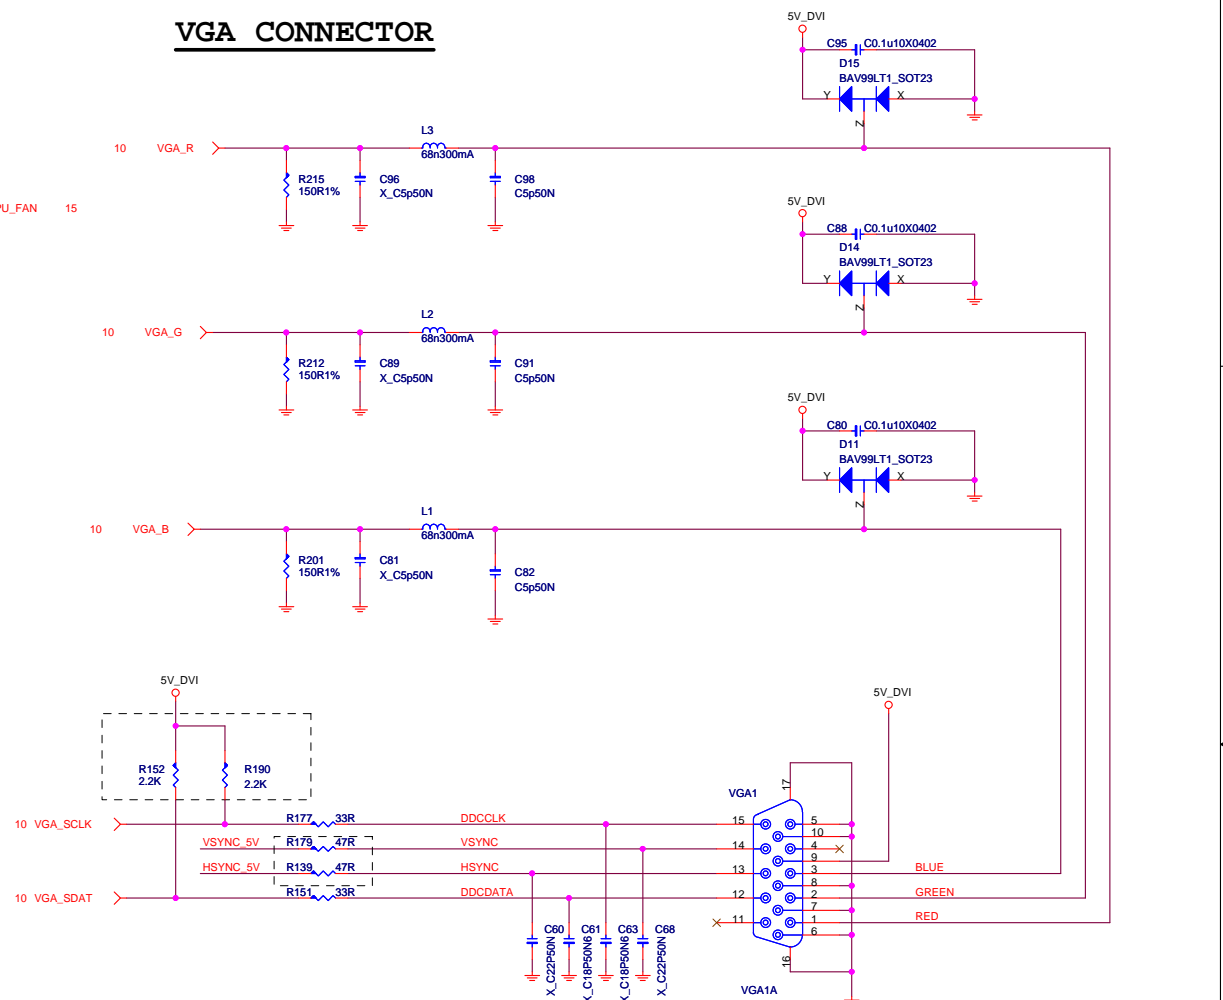 VGA CONNECTOR
5V_DVI
C95 C0.1u10X0402
D15
BAV99LT1_SOT23
Y X
Z
10 VGA_R
L3
68n300mA
R215
150R1%
C96
X_C5p50N
C98
C5p50N
PU_FAN 15
5V_DVI
C88 C0.1u10X0402
D14
BAV99LT1_SOT23
Y X
Z
10 VGA_G
L2
68n300mA
R212
150R1%
C89
X_C5p50N
C91
C5p50N
5V_DVI
C80 C0.1u10X0402
D11
BAV99LT1_SOT23
Y X
Z
10 VGA_B
L1
68n300mA
R201
150R1%
C81
X_C5p50N
C82
C5p50N
5V_DVI
5V_DVI
R152
2.2K
R190
2.2K
VGA1
17
10 VGA_SCLK
R177 33R
DDCCLK
15 5
10
VSYNC_5V
R179 47R
VSYNC
14 4
9
HSYNC_5V
R139 47R
HSYNC
13 3
BLUE
8
10 VGA_SDAT
R151 33R
DDCDATA
12 2
GREEN
7
11 1
RED
6
16
C60
X_C22P50N
C61
X_C18P50N6
C63
X_C18P50N6
C68
X_C22P50N
VGA1A